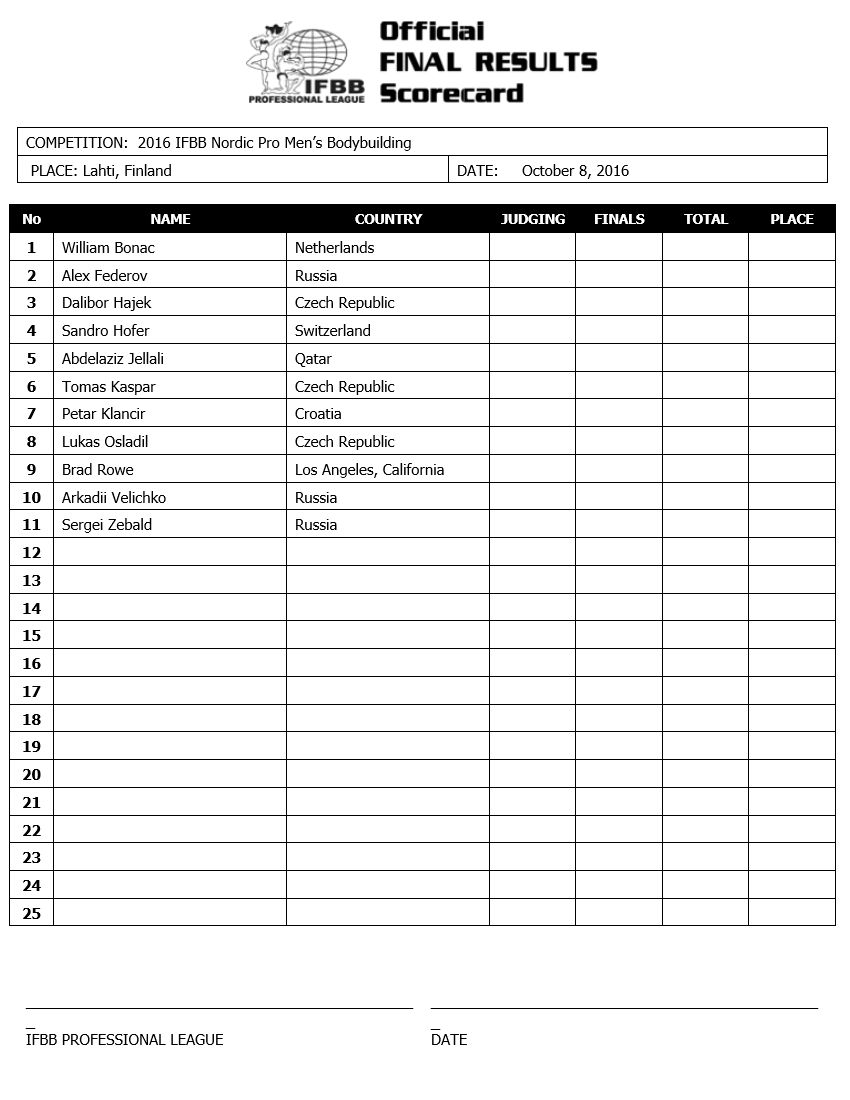 Official
FINAL RESULTS
Scorecard
IFBB
PROFESSIONAL LEAGUE
COMPETITION: 2016 IFBB Nordic Pro Men’s Bodybuilding
PLACE: Lahti, Finland DATE: October 8, 2016
No NAME COUNTRY JUDGING FINALS TOTAL PLACE
1 William Bonac Netherlands
2 Alex Federov Russia
3 Dalibor Hajek Czech Republic
4 Sandro Hofer Switzerland
5 Abdelaziz Jellali Qatar
6 Tomas Kaspar Czech Republic
7 Petar Klancir Croatia
8 Lukas Osladil Czech Republic
9 Brad Rowe Los Angeles, California
10 Arkadii Velichko Russia
11 Sergei Zebald Russia
12
13
14
15
16
17
18
19
20
21
22
23
24
25
IFBB PROFESSIONAL LEAGUE DATE